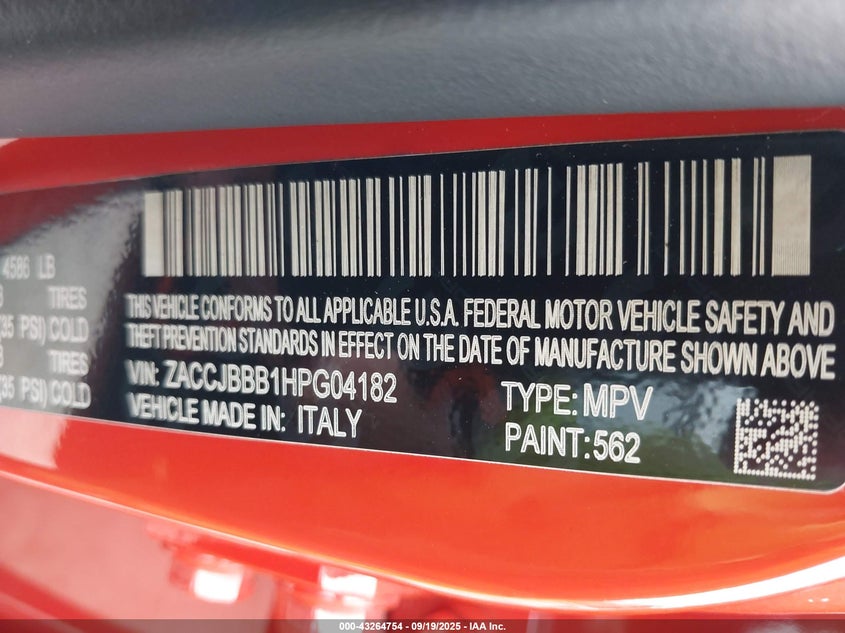 4586 LB
TIRES
(35 PSI) COLD
TIRES
(35 PSI) COLD
THIS VEHICLE CONFORMS TO ALL APPLICABLE U.S.A. FEDERAL MOTOR VEHICLE SAFETY AND
THEFT PREVENTION STANDARDS IN EFFECT ON THE DATE OF MANUFACTURE SHOWN ABOVE
VIN: ZACCJBBB1HPG04182
TYPE: MPV
VEHICLE MADE IN: ITALY
PAINT: 562
000-43264754 - 09/19/2025 - IAA Inc.